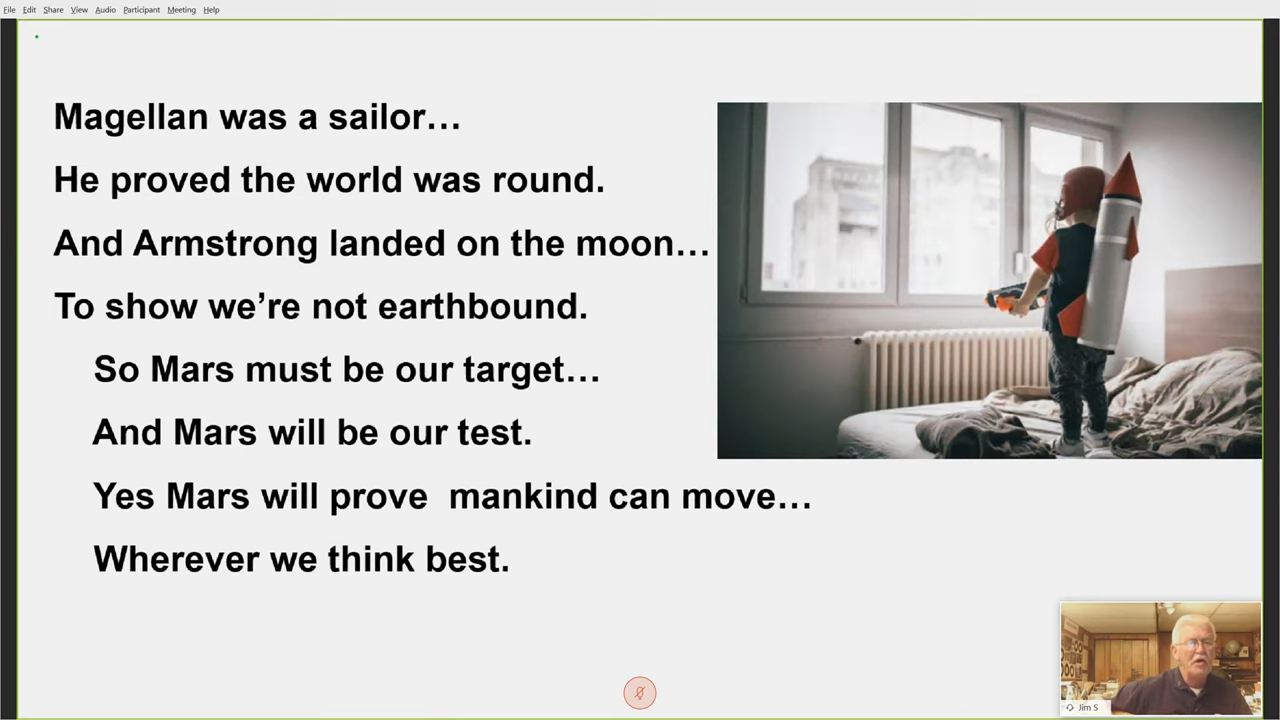 File Edit Share View Audio Participant Meeting Help
Magellan was a sailor…
He proved the world was round.
And Armstrong landed on the moon…
To show we’re not earthbound.
So Mars must be our target…
And Mars will be our test.
Yes Mars will prove  mankind can move…
Wherever we think best.
Jim S